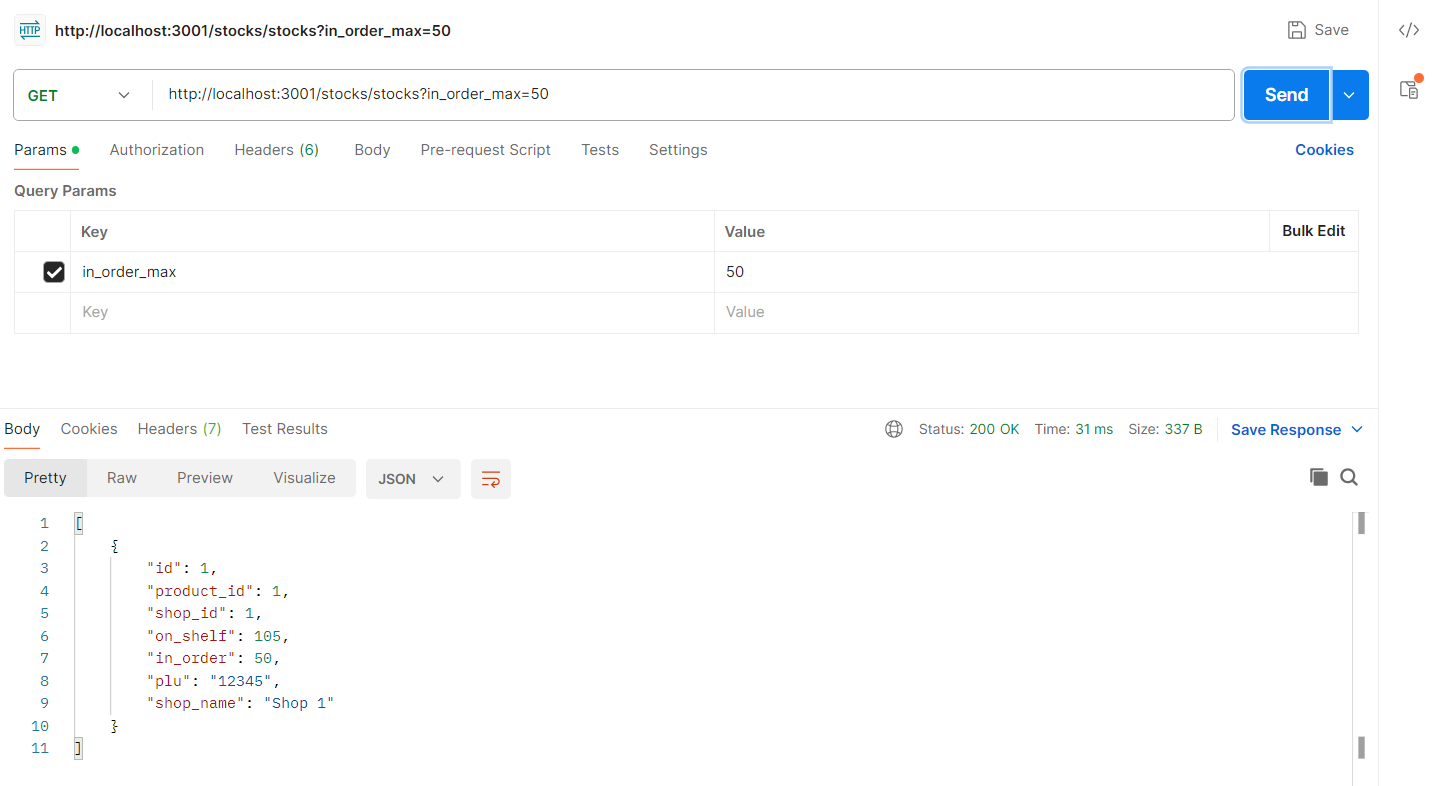 HTTP http://localhost:3001/stocks/stocks?in_order_max=50 Save
GET http://localhost:3001/stocks/stocks?in_order_max=50 Send
Params Authorization Headers (6) Body Pre-request Script Tests Settings Cookies
Query Params
Key Value Bulk Edit
in_order_max 50
Key Value
Body Cookies Headers (7) Test Results Status: 200 OK Time: 31 ms Size: 337 B Save Response
Pretty Raw Preview Visualize JSON
1 [
2 {
3 "id": 1,
4 "product_id": 1,
5 "shop_id": 1,
6 "on_shelf": 105,
7 "in_order": 50,
8 "plu": "12345",
9 "shop_name": "Shop 1"
10 }
11 ]